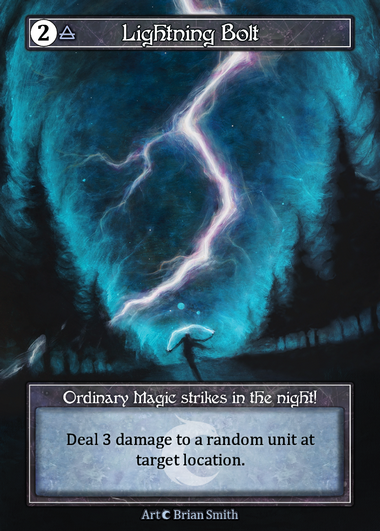 2 Lightning Bolt
Ordinary Magic strikes in the night!
Deal 3 damage to a random unit at
target location.
Art Brian Smith